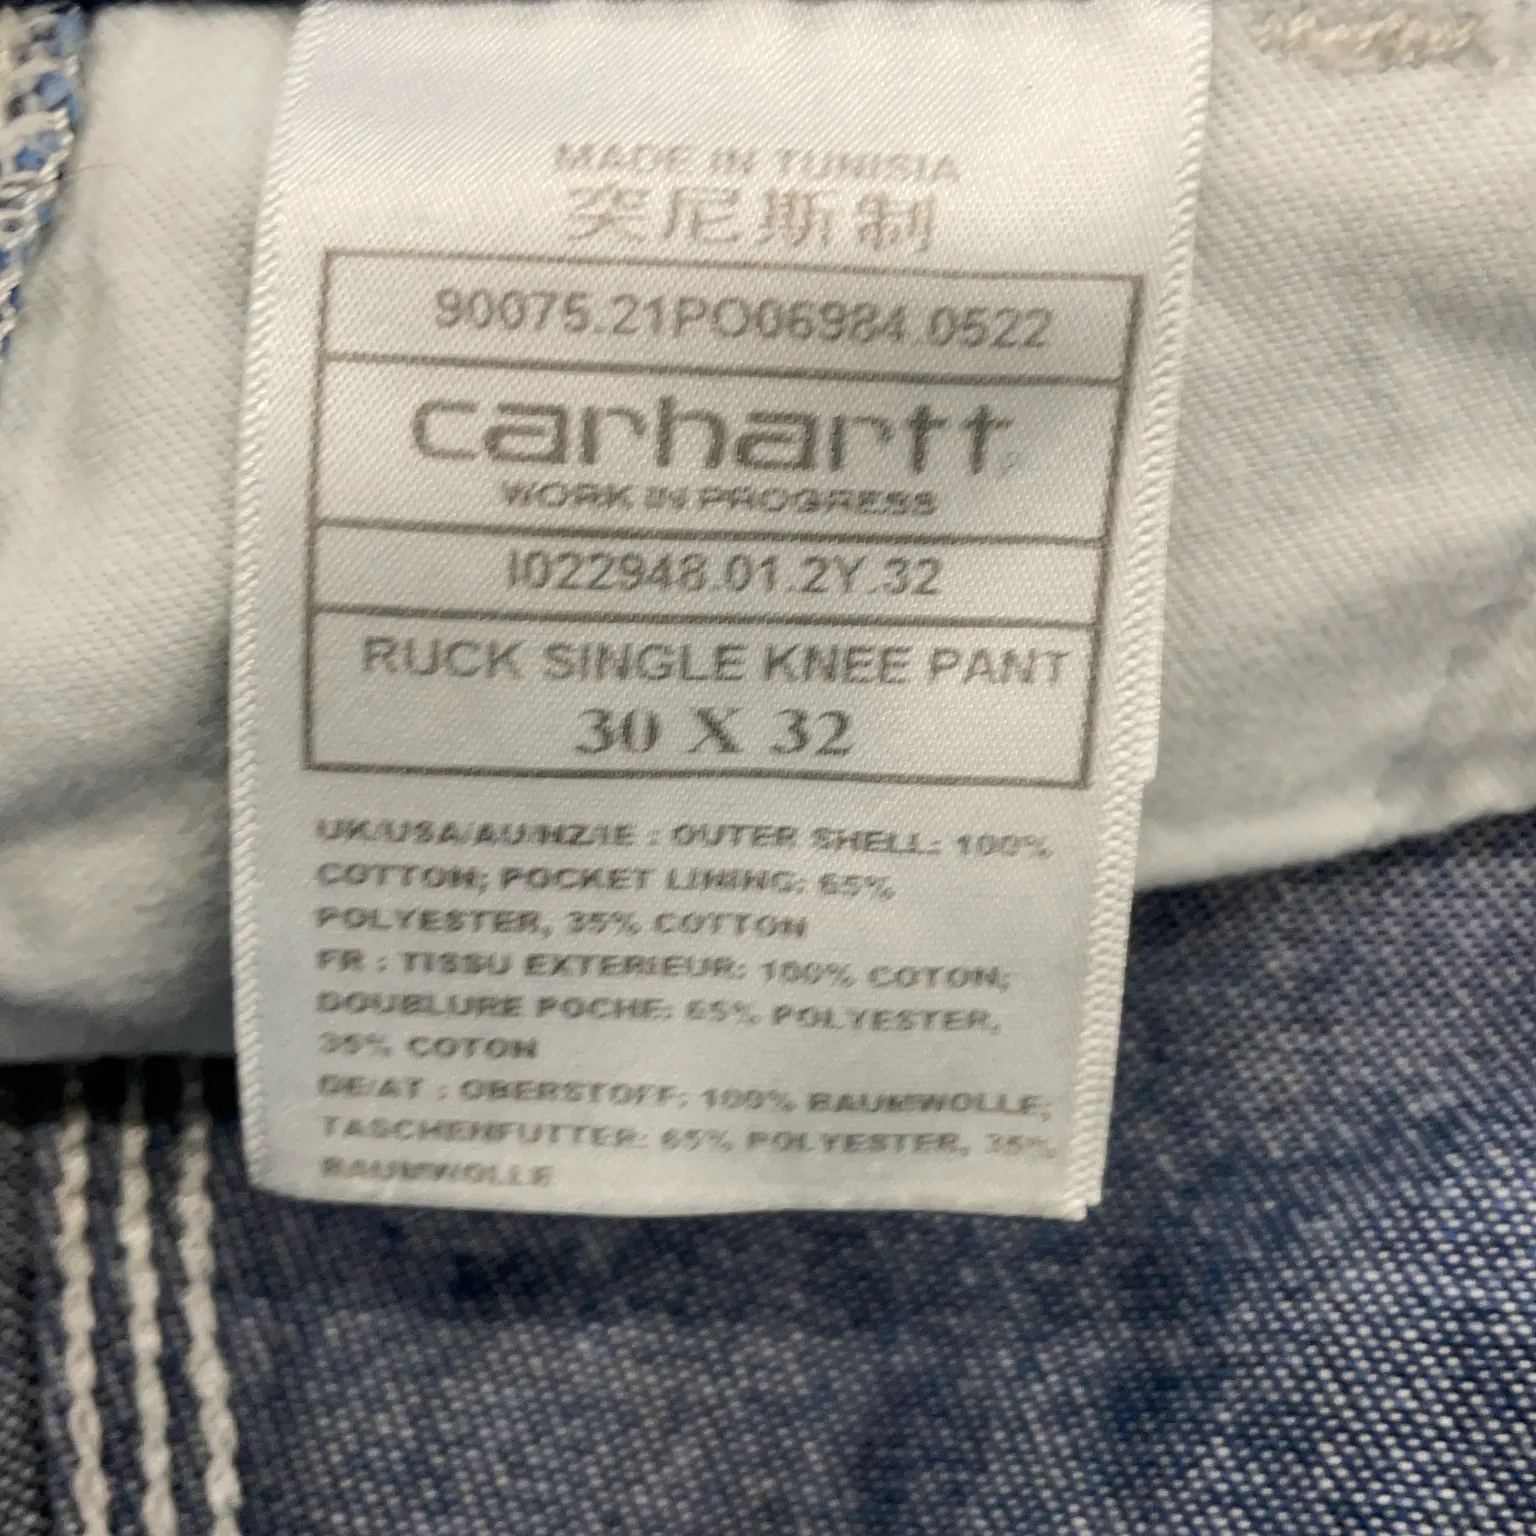 MADE IN TUNISIA
突尼斯制
90075.21PO06984.0522
carhartt
WORK IN PROGRESS
I022948.01.2Y.32
RUCK SINGLE KNEE PANT
30 X 32
UK/USA/AU/NZ/IE : OUTER SHELL: 100%
COTTON; POCKET LINING: 65%
POLYESTER, 35% COTTON
FR : TISSU EXTERIEUR: 100% COTON;
DOUBLURE POCHE: 65% POLYESTER,
35% COTON
DE/AT : OBERSTOFF: 100% BAUMWOLLE;
TASCHENFUTTER: 65% POLYESTER, 35%
BAUMWOLLE